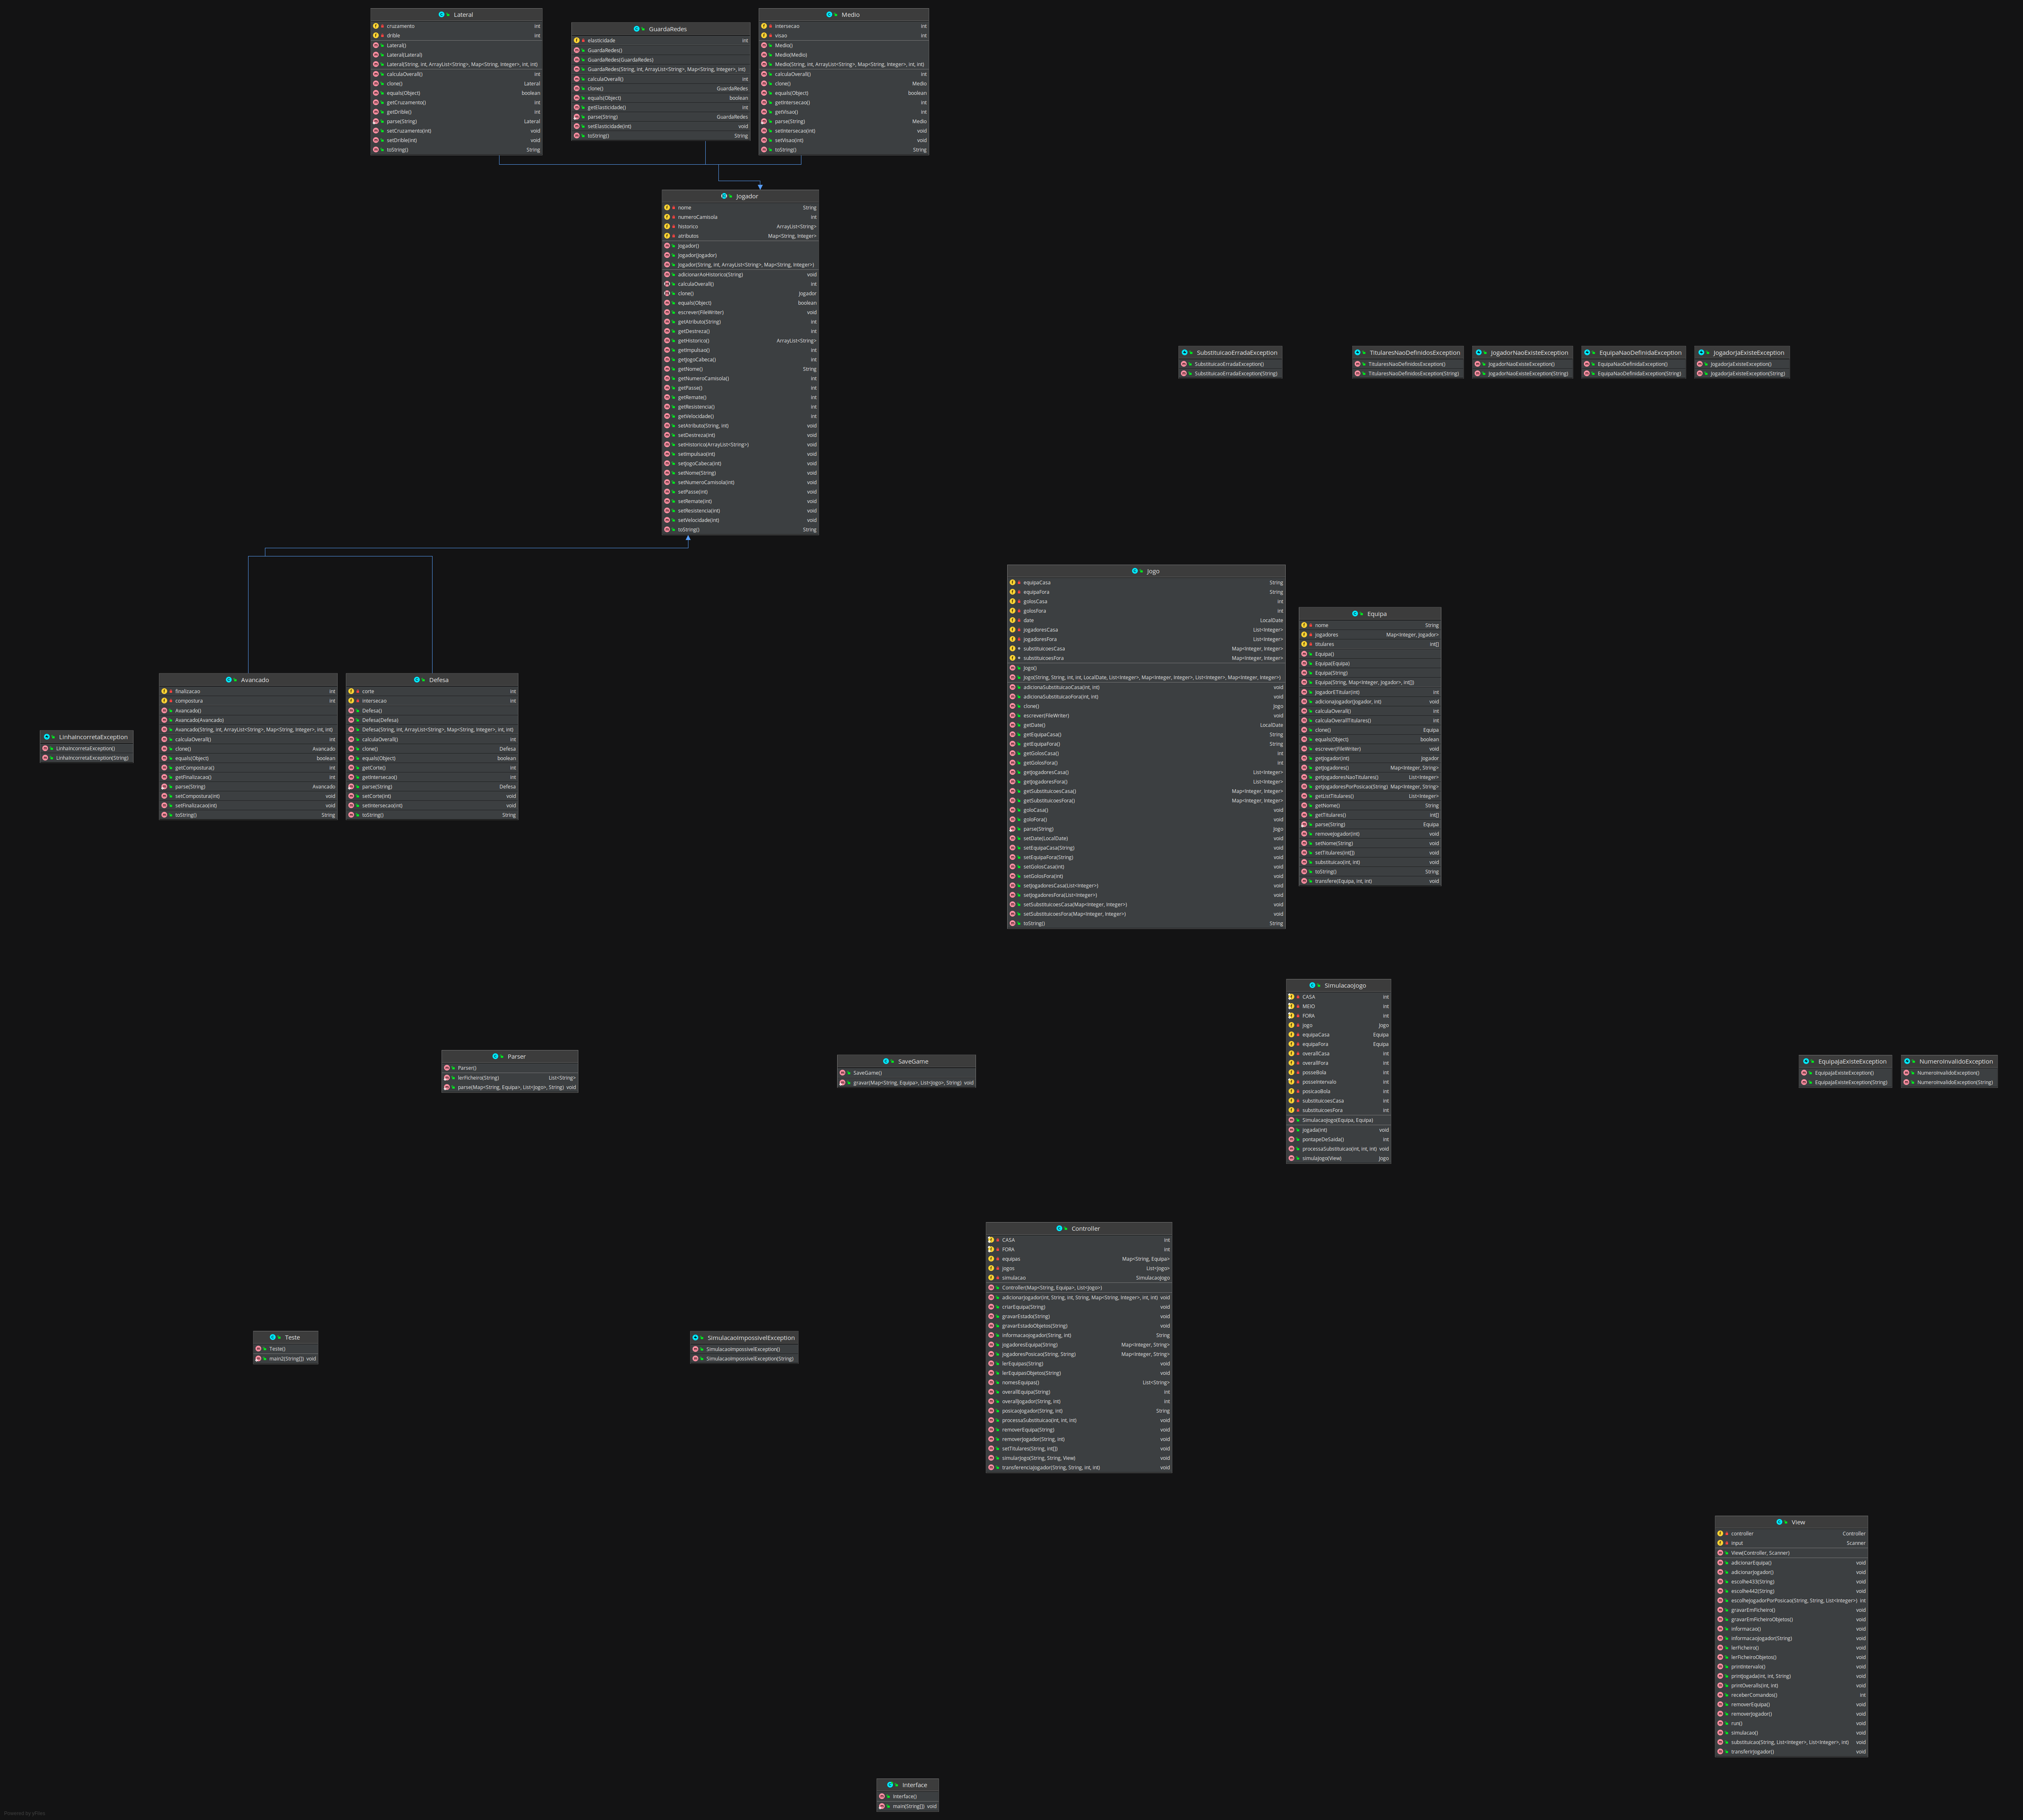 Lateral
cruzamento int
drible int
Lateral()
Lateral(Lateral)
Lateral(String, int, ArrayList<String>, Map<String, Integer>, int, int)
calculaOverall() int
clone() Lateral
equals(Object) boolean
getCruzamento() int
getDrible() int
parse(String) Lateral
setCruzamento(int) void
setDrible(int) void
toString() String
GuardaRedes
elasticidade int
GuardaRedes()
GuardaRedes(GuardaRedes)
GuardaRedes(String, int, ArrayList<String>, Map<String, Integer>, int)
calculaOverall() int
clone() GuardaRedes
equals(Object) boolean
getElasticidade() int
parse(String) GuardaRedes
setElasticidade(int) void
toString() String
Medio
intersecao int
visao int
Medio()
Medio(Medio)
Medio(String, int, ArrayList<String>, Map<String, Integer>, int, int)
calculaOverall() int
clone() Medio
equals(Object) boolean
getIntersecao() int
getVisao() int
parse(String) Medio
setIntersecao(int) void
setVisao(int) void
toString() String
Jogador
nome String
numeroCamisola int
historico ArrayList<String>
atributos Map<String, Integer>
Jogador()
Jogador(Jogador)
Jogador(String, int, ArrayList<String>, Map<String, Integer>)
adicionarAoHistorico(String) void
calculaOverall() int
clone() Jogador
equals(Object) boolean
escrever(FileWriter) void
getAtributo(String) int
getDestreza() int
getHistorico() ArrayList<String>
getImpulsao() int
getJogoCabeca() int
getNome() String
getNumeroCamisola() int
getPasse() int
getRemate() int
getResistencia() int
getVelocidade() int
setAtributo(String, int) void
setDestreza(int) void
setHistorico(ArrayList<String>) void
setImpulsao(int) void
setJogoCabeca(int) void
setNome(String) void
setNumeroCamisola(int) void
setPasse(int) void
setRemate(int) void
setResistencia(int) void
setVelocidade(int) void
toString() String
SubstituicaoErradaException
SubstituicaoErradaException()
SubstituicaoErradaException(String)
TitularesNaoDefinidosException
TitularesNaoDefinidosException()
TitularesNaoDefinidosException(String)
JogadorNaoExisteException
JogadorNaoExisteException()
JogadorNaoExisteException(String)
EquipaNaoDefinidaException
EquipaNaoDefinidaException()
EquipaNaoDefinidaException(String)
JogadorJaExisteException
JogadorJaExisteException()
JogadorJaExisteException(String)
Jogo
equipaCasa String
equipaFora String
golosCasa int
golosFora int
date LocalDate
jogadoresCasa List<Integer>
jogadoresFora List<Integer>
substituicoesCasa Map<Integer, Integer>
substituicoesFora Map<Integer, Integer>
Jogo()
Jogo(String, String, int, int, LocalDate, List<Integer>, Map<Integer, Integer>, List<Integer>, Map<Integer, Integer>)
adicionaSubstituicaoCasa(int, int) void
adicionaSubstituicaoFora(int, int) void
clone() Jogo
escrever(FileWriter) void
getDate() LocalDate
getEquipaCasa() String
getEquipaFora() String
getGolosCasa() int
getGolosFora() int
getJogadoresCasa() List<Integer>
getJogadoresFora() List<Integer>
getSubstituicoesCasa() Map<Integer, Integer>
getSubstituicoesFora() Map<Integer, Integer>
goloCasa() void
goloFora() void
parse(String) Jogo
setDate(LocalDate) void
setEquipaCasa(String) void
setEquipaFora(String) void
setGolosCasa(int) void
setGolosFora(int) void
setJogadoresCasa(List<Integer>) void
setJogadoresFora(List<Integer>) void
setSubstituicoesCasa(Map<Integer, Integer>) void
setSubstituicoesFora(Map<Integer, Integer>) void
toString() String
Equipa
nome String
jogadores Map<Integer, Jogador>
titulares int[]
Equipa()
Equipa(Equipa)
Equipa(String)
Equipa(String, Map<Integer, Jogador>, int[])
JogadorETitular(int) int
adicionaJogador(Jogador, int) void
calculaOverall() int
calculaOverallTitulares() int
clone() Equipa
equals(Object) boolean
escrever(FileWriter) void
getJogador(int) Jogador
getJogadores() Map<Integer, String>
getJogadoresNaoTitulares() List<Integer>
getJogadoresPorPosicao(String) Map<Integer, String>
getListTitulares() List<Integer>
getNome() String
getTitulares() int[]
parse(String) Equipa
removeJogador(int) void
setNome(String) void
setTitulares(int[]) void
substituicao(int, int) void
toString() String
transfere(Equipa, int, int) void
Avancado
finalizacao int
compostura int
Avancado()
Avancado(Avancado)
Avancado(String, int, ArrayList<String>, Map<String, Integer>, int, int)
calculaOverall() int
clone() Avancado
equals(Object) boolean
getCompostura() int
getFinalizacao() int
parse(String) Avancado
setCompostura(int) void
setFinalizacao(int) void
toString() String
Defesa
corte int
intersecao int
Defesa()
Defesa(Defesa)
Defesa(String, int, ArrayList<String>, Map<String, Integer>, int, int)
calculaOverall() int
clone() Defesa
equals(Object) boolean
getCorte() int
getIntersecao() int
parse(String) Defesa
setCorte(int) void
setIntersecao(int) void
toString() String
LinhaIncorretaException
LinhaIncorretaException()
LinhaIncorretaException(String)
SimulacaoJogo
CASA int
MEIO int
FORA int
jogo Jogo
equipaCasa Equipa
equipaFora Equipa
overallCasa int
overallFora int
posseBola int
posseIntervalo int
posicaoBola int
substituicoesCasa int
substituicoesFora int
SimulacaoJogo(Equipa, Equipa)
jogada(int) void
pontapeDeSaida() int
processaSubstituicao(int, int, int) void
simulaJogo(View) Jogo
Parser
Parser()
lerFicheiro(String) List<String>
parse(Map<String, Equipa>, List<Jogo>, String) void
SaveGame
SaveGame()
gravar(Map<String, Equipa>, List<Jogo>, String) void
EquipaJaExisteException
EquipaJaExisteException()
EquipaJaExisteException(String)
NumeroInvalidoException
NumeroInvalidoException()
NumeroInvalidoException(String)
Controller
CASA int
FORA int
equipas Map<String, Equipa>
jogos List<Jogo>
simulacao SimulacaoJogo
Controller(Map<String, Equipa>, List<Jogo>)
adicionarJogador(int, String, int, String, Map<String, Integer>, int, int) void
criarEquipa(String) void
gravarEstado(String) void
gravarEstadoObjetos(String) void
informacaoJogador(String, int) String
jogadoresEquipa(String) Map<Integer, String>
jogadoresPosicao(String, String) Map<Integer, String>
lerEquipas(String) void
lerEquipasObjetos(String) void
nomesEquipas() List<String>
overallEquipa(String) int
overallJogador(String, int) int
posicaoJogador(String, int) String
processaSubstituicao(int, int, int) void
removerEquipa(String) void
removerJogador(String, int) void
setTitulares(String, int[]) void
simularJogo(String, String, View) void
transferenciaJogador(String, String, int, int) void
Teste
Teste()
main2(String[]) void
SimulacaoImpossivelException
SimulacaoImpossivelException()
SimulacaoImpossivelException(String)
View
controller Controller
input Scanner
View(Controller, Scanner)
adicionarEquipa() void
adicionarJogador() void
escolhe433(String) void
escolhe442(String) void
escolheJogadorPorPosicao(String, String, List<Integer>) int
gravarEmFicheiro() void
gravarEmFicheiroObjetos() void
informacao() void
informacaoJogador(String) void
lerFicheiro() void
lerFicheiroObjetos() void
printIntervalo() void
printJogada(int, int, String) void
printOveralls(int, int) void
receberComandos() int
removerEquipa() void
removerJogador() void
run() void
simulacao() void
substituicao(String, List<Integer>, List<Integer>, int) void
transferirJogador() void
Interface
Interface()
main(String[]) void
Powered by yFiles